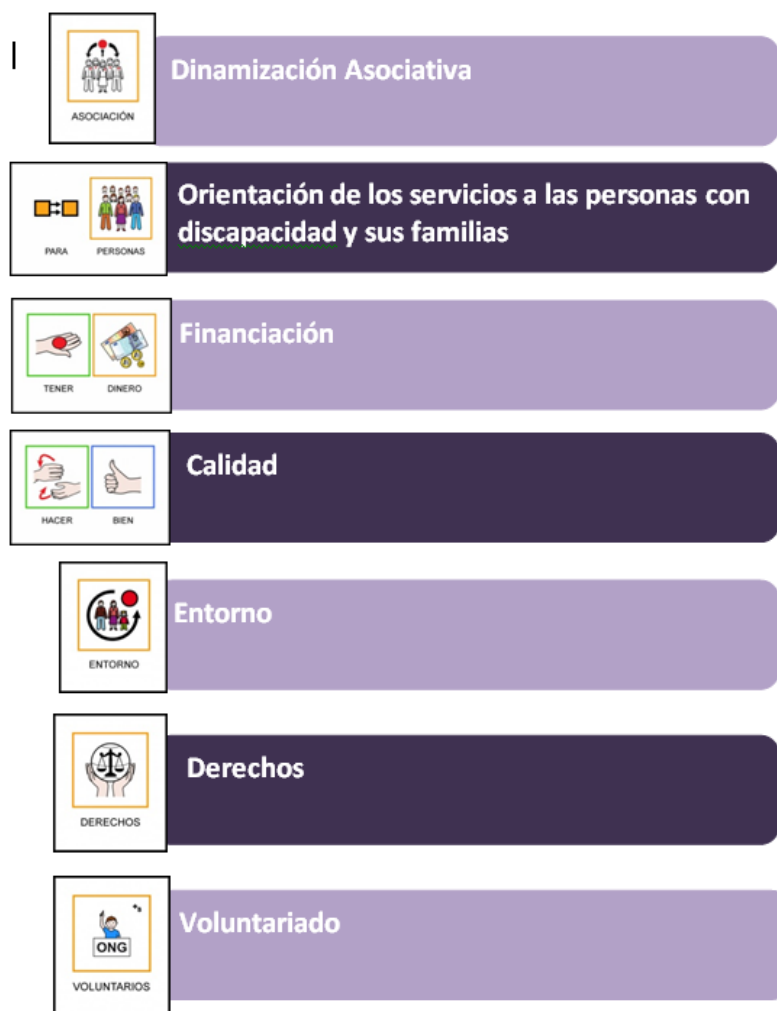 Dinamización Asociativa
ASOCIACIÓN
Orientación de los servicios a las personas con
discapacidad y sus familias
PARA PERSONAS
Financiación
TENER DINERO
Calidad
HACER BIEN
Entorno
ENTORNO
Derechos
DERECHOS
Voluntariado
+s
ONG
VOLUNTARIOS